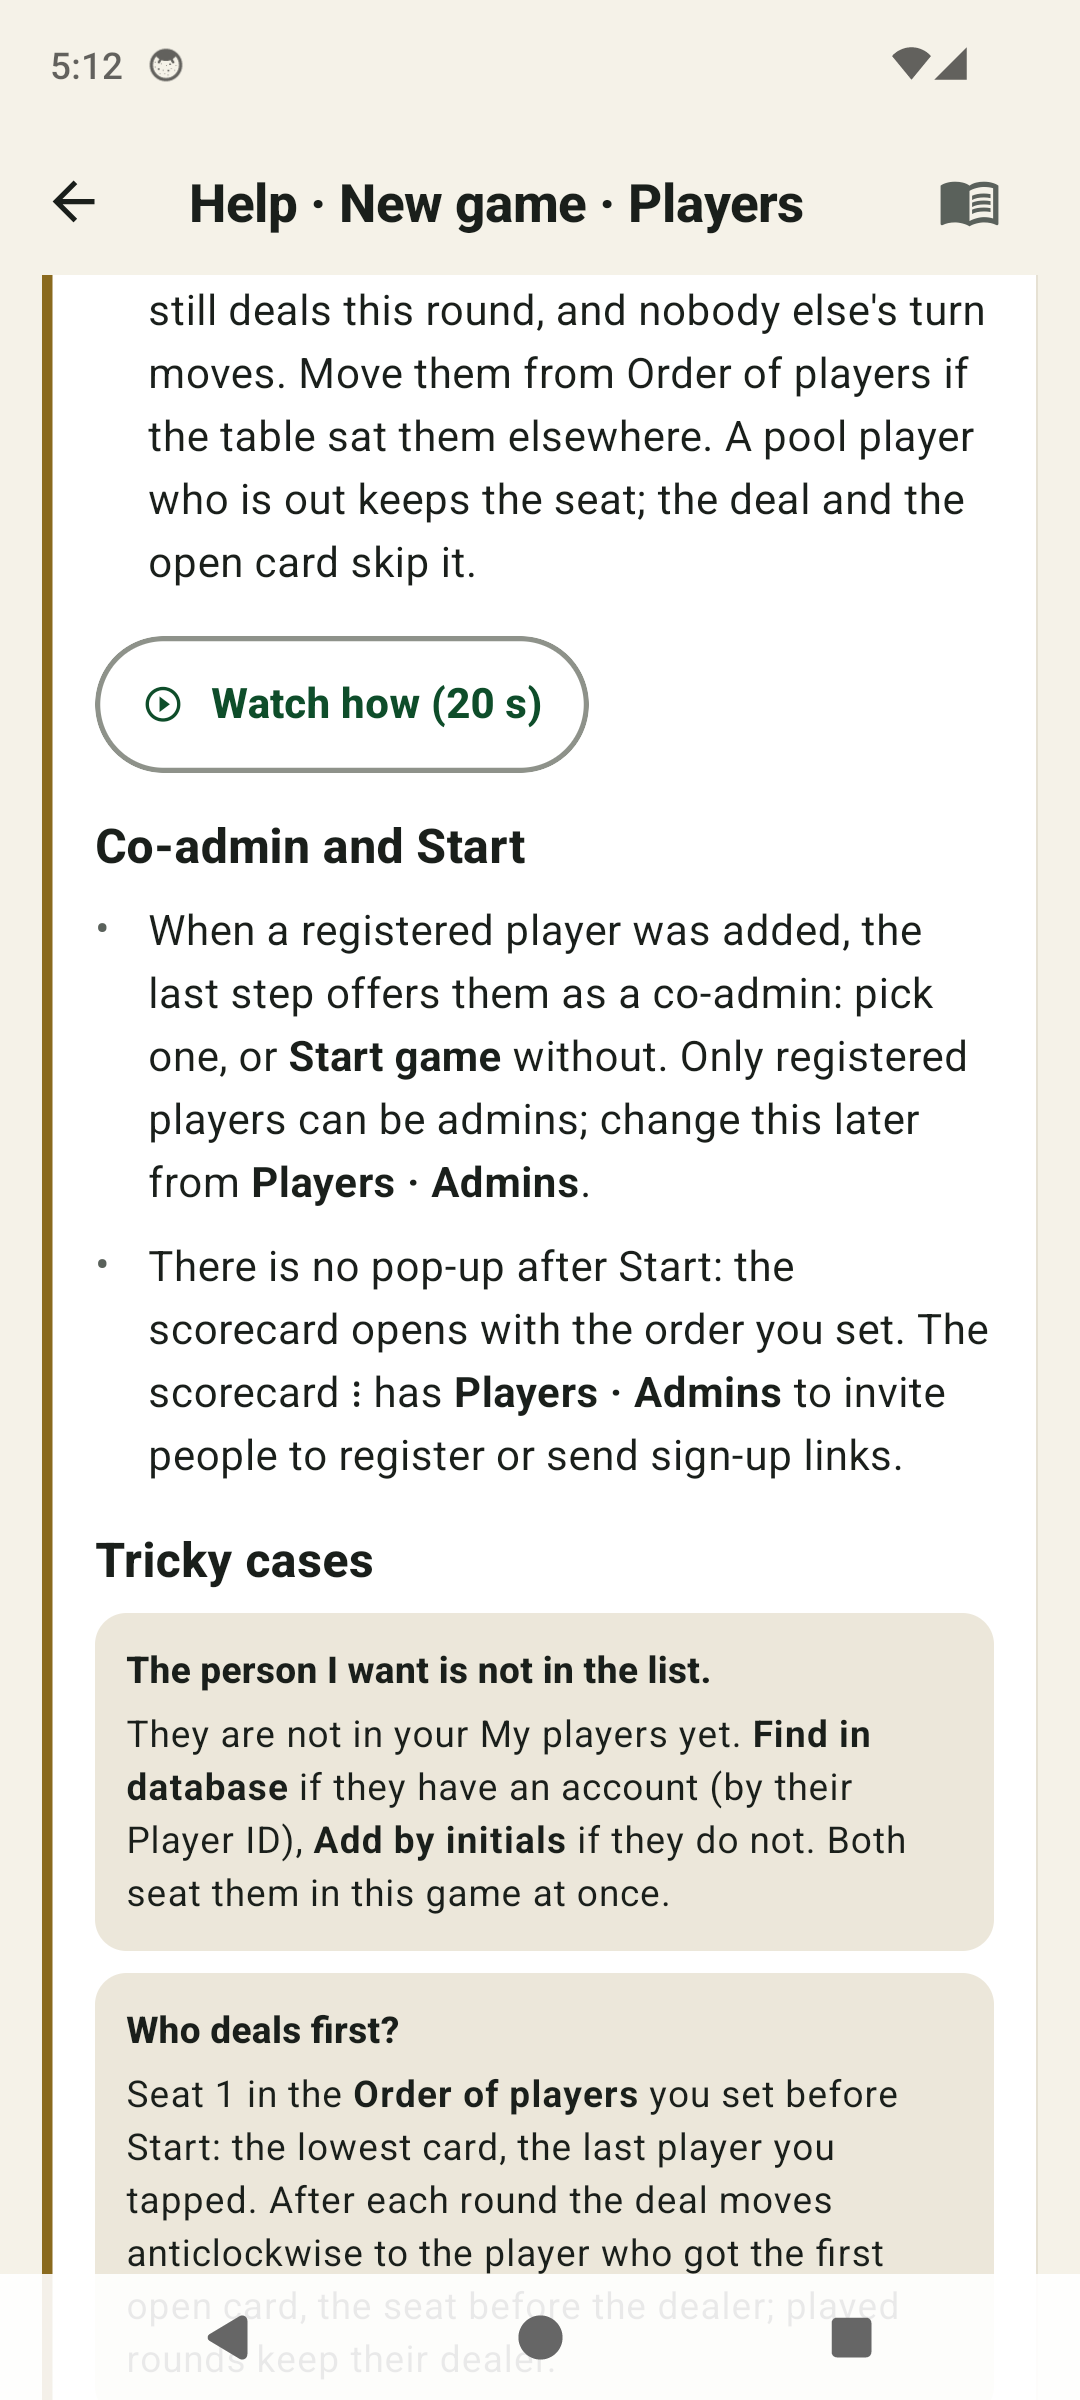 5:12
Help · New game · Players
still deals this round, and nobody else's turn
moves. Move them from Order of players if
the table sat them elsewhere. A pool player
who is out keeps the seat; the deal and the
open card skip it.
Watch how (20 s)
Co-admin and Start
• When a registered player was added, the
last step offers them as a co-admin: pick
one, or Start game without. Only registered
players can be admins; change this later
from Players · Admins.
• There is no pop-up after Start: the
scorecard opens with the order you set. The
scorecard ⋮ has Players · Admins to invite
people to register or send sign-up links.
Tricky cases
The person I want is not in the list.
They are not in your My players yet. Find in
database if they have an account (by their
Player ID), Add by initials if they do not. Both
seat them in this game at once.
Who deals first?
Seat 1 in the Order of players you set before
Start: the lowest card, the last player you
tapped. After each round the deal moves
anticlockwise to the player who got the first
open card, the seat before the dealer; played
rounds keep their dealer.